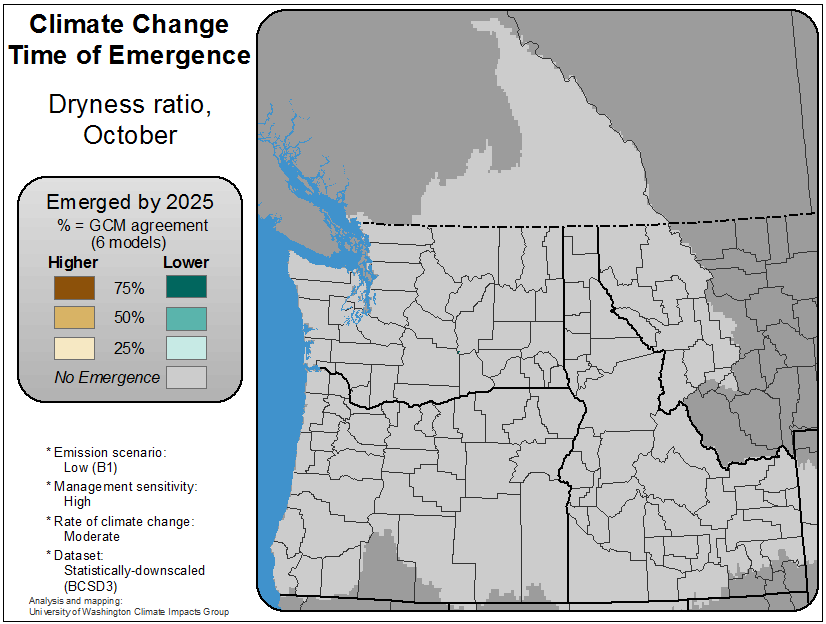 Climate Change
Time of Emergence
Dryness ratio,
October
Emerged by 2025
% = GCM agreement
(6 models)
Higher Lower
75%
50%
25%
No Emergence
* Emission scenario:
Low (B1)
* Management sensitivity:
High
* Rate of climate change:
Moderate
* Dataset:
Statistically-downscaled
(BCSD3)
Analysis and mapping:
University of Washington Climate Impacts Group